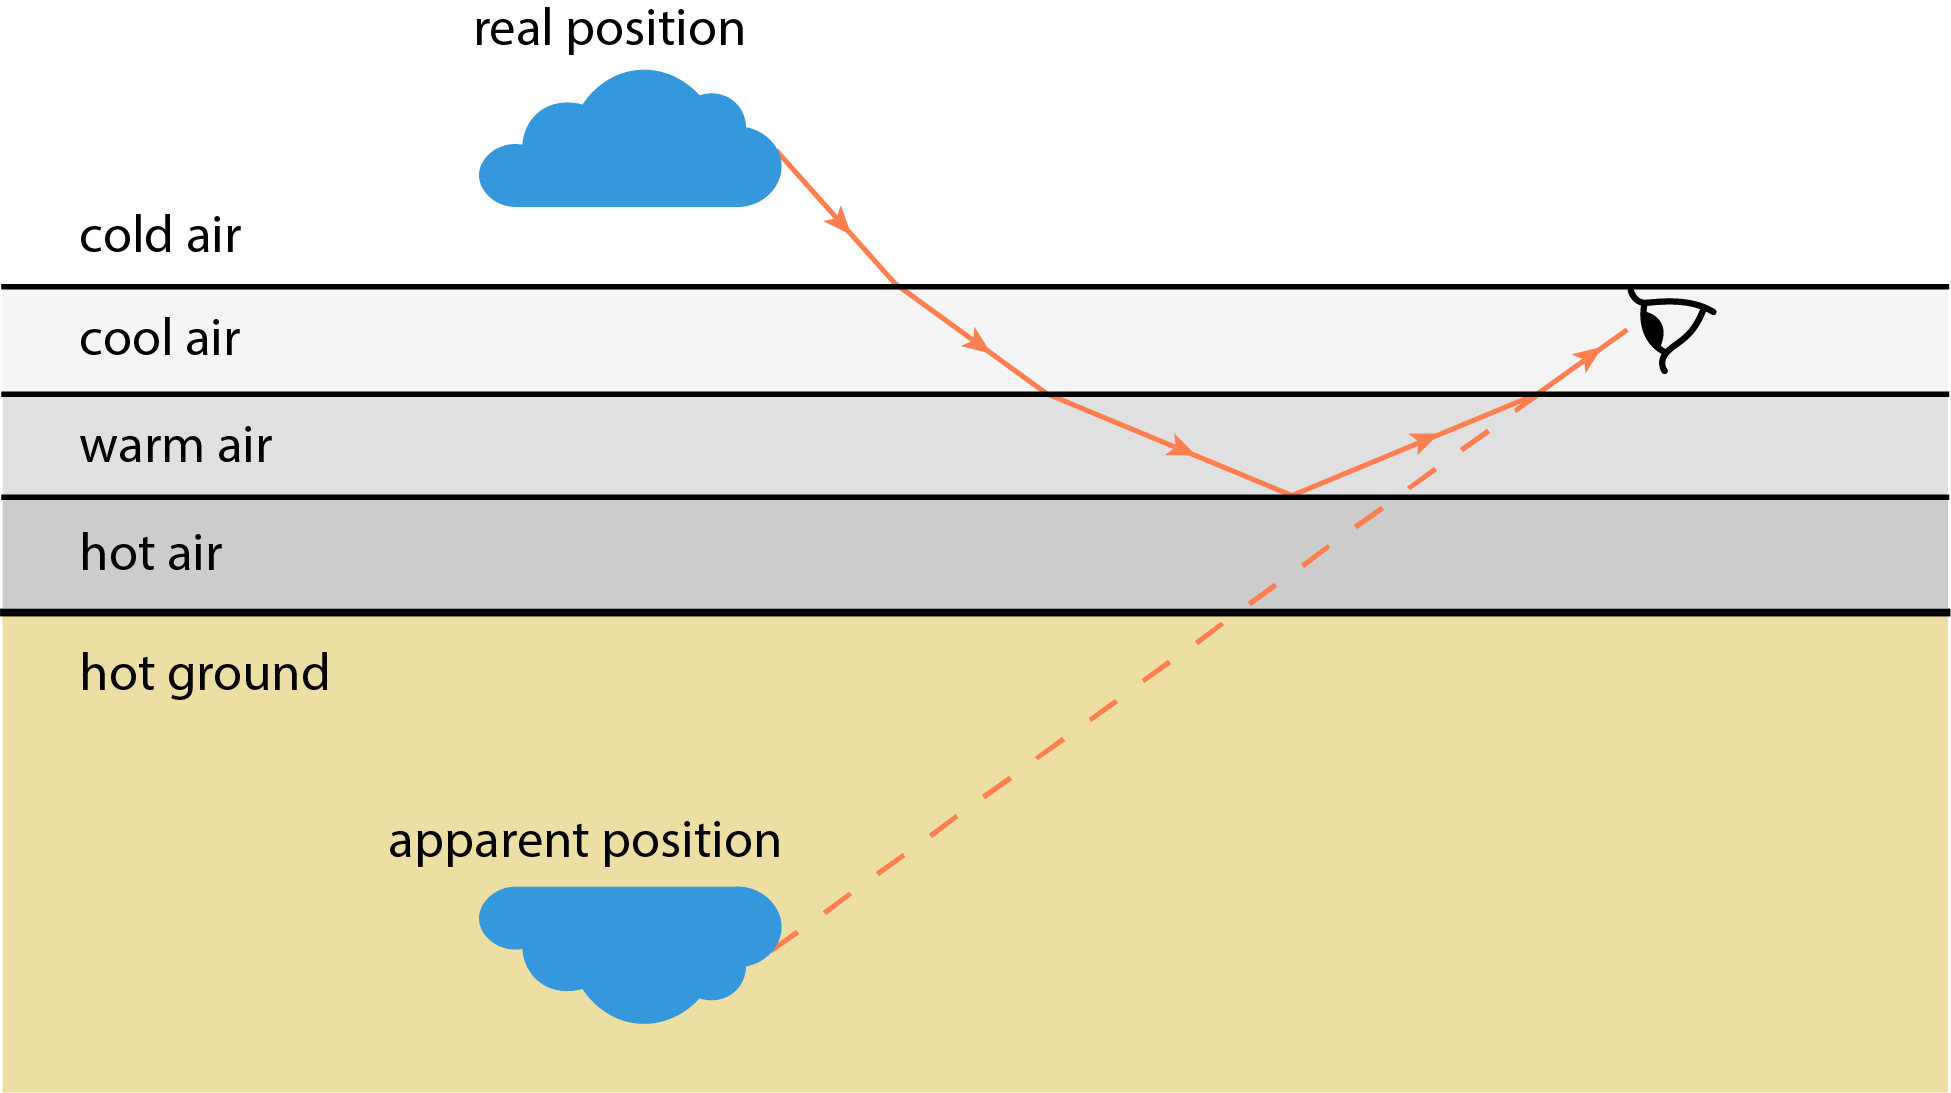 real position
cold air
cool air
warm air
hot air
hot ground
apparent position